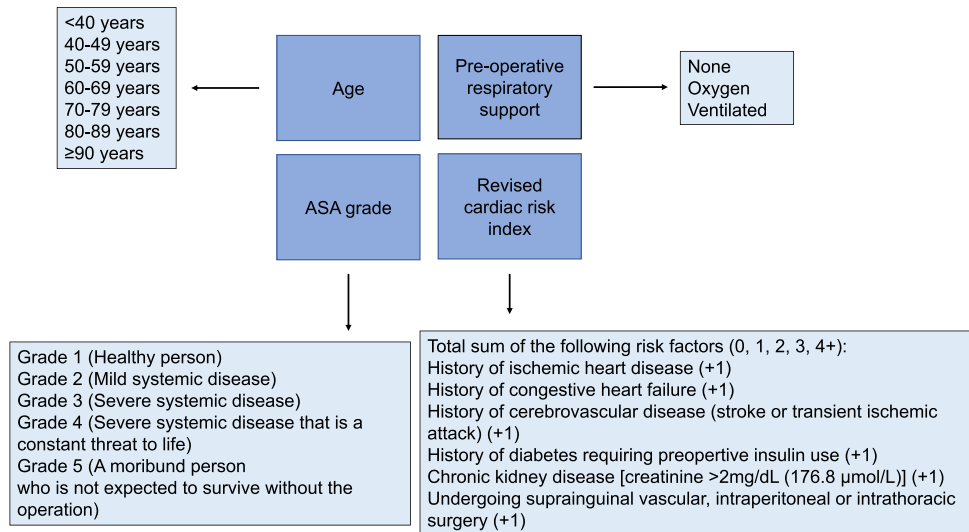 <40 years
40-49 years
50-59 years
60-69 years
70-79 years
80-89 years
≥90 years
Age
Pre-operative
respiratory
support
None
Oxygen
Ventilated
ASA grade
Revised
cardiac risk
index
Grade 1 (Healthy person)
Grade 2 (Mild systemic disease)
Grade 3 (Severe systemic disease)
Grade 4 (Severe systemic disease that is a
constant threat to life)
Grade 5 (A moribund person
who is not expected to survive without the
operation)
Total sum of the following risk factors (0, 1, 2, 3, 4+):
History of ischemic heart disease (+1)
History of congestive heart failure (+1)
History of cerebrovascular disease (stroke or transient ischemic
attack) (+1)
History of diabetes requiring preopertive insulin use (+1)
Chronic kidney disease [creatinine >2mg/dL (176.8 μmol/L)] (+1)
Undergoing suprainguinal vascular, intraperitoneal or intrathoracic
surgery (+1)